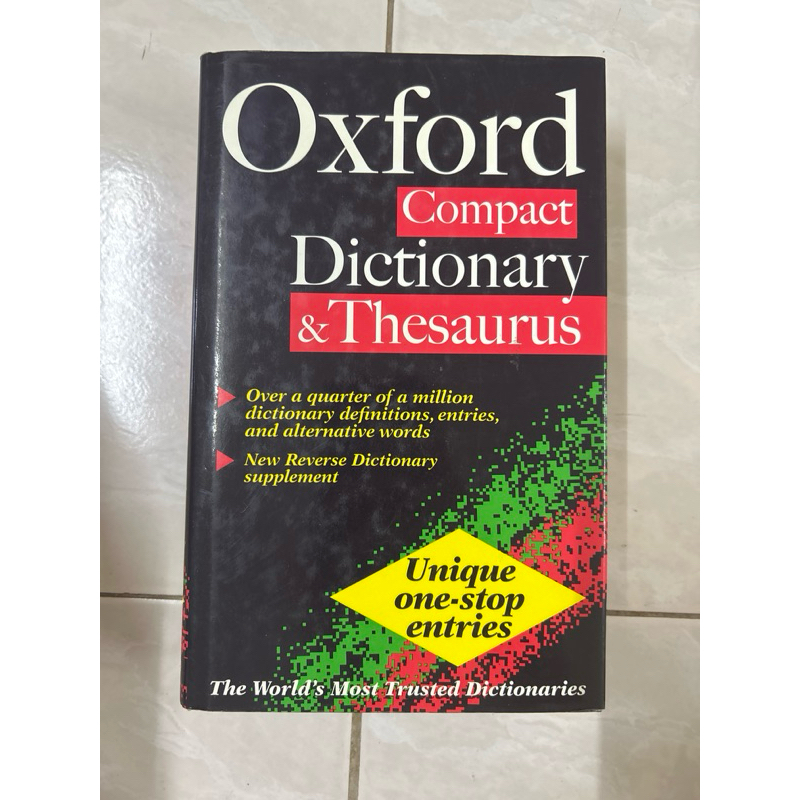 Oxford
Compact
Dictionary
& Thesaurus
Over a quarter of a million
dictionary definitions, entries,
and alternative words
New Reverse Dictionary
supplement
Unique
one-stop
entries
The World's Most Trusted Dictionaries